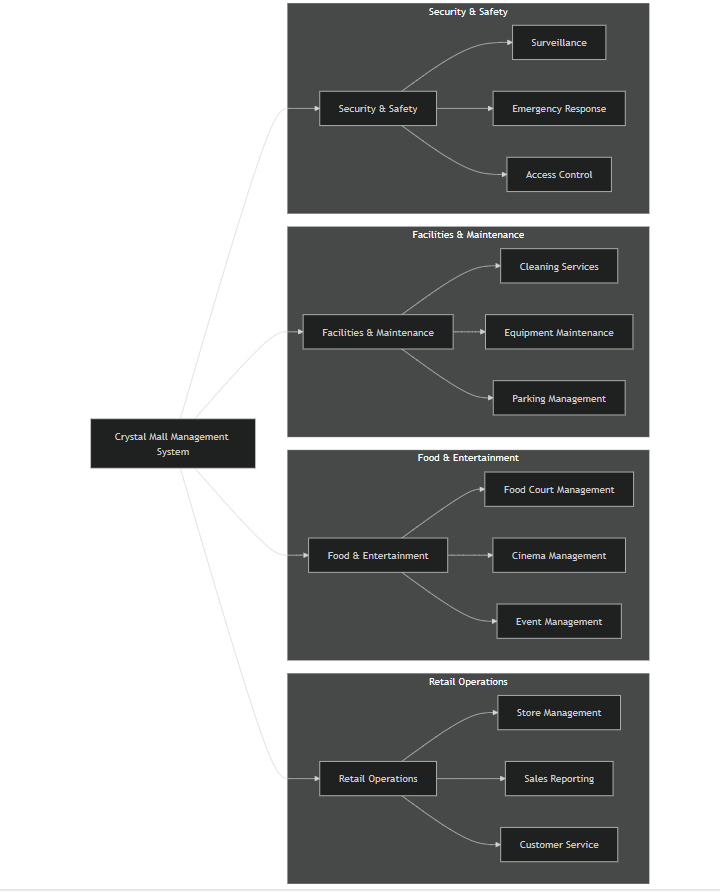 Security & Safety
Surveillance
Security & Safety
Emergency Response
Access Control
Facilities & Maintenance
Cleaning Services
Facilities & Maintenance
Equipment Maintenance
Parking Management
Crystal Mall Management
System
Food & Entertainment
Food Court Management
Food & Entertainment
Cinema Management
Event Management
Retail Operations
Store Management
Retail Operations
Sales Reporting
Customer Service